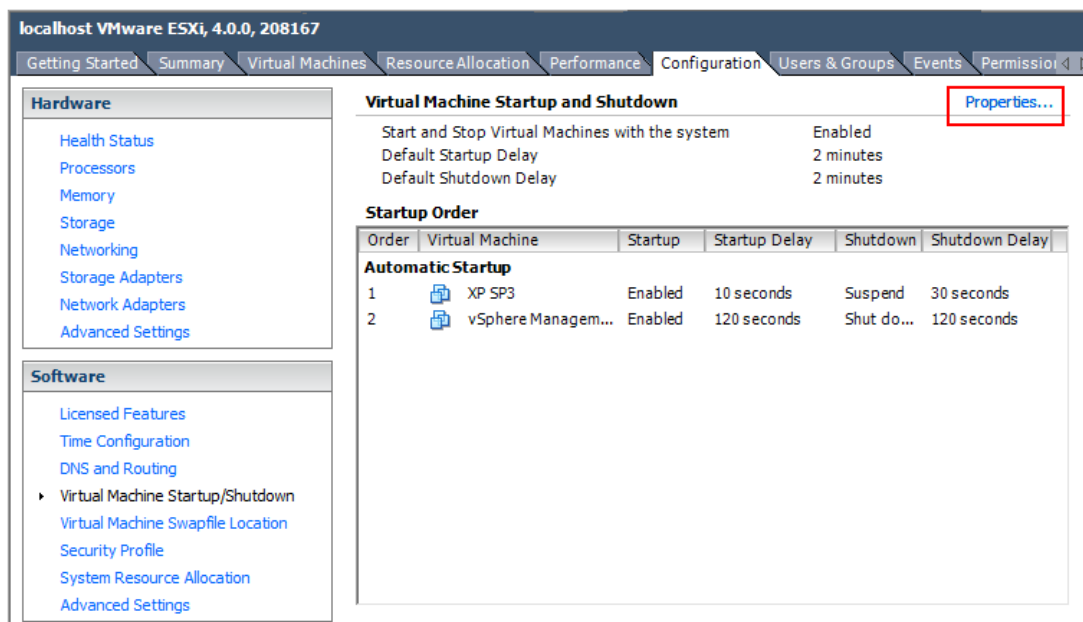 localhost VMware ESXi, 4.0.0, 208167
Getting Started Summary Virtual Machines Resource Allocation Performance Configuration Users & Groups Events
Hardware
Health Status
Processors
Memory
Storage
Networking
Storage Adapters
Network Adapters
Advanced Settings
Software
Licensed Features
Time Configuration
DNS and Routing
Virtual Machine Startup/Shutdown
Virtual Machine Swapfile Location
Security Profile
System Resource Allocation
Advanced Settings
Virtual Machine Startup and Shutdown Properties...
Start and Stop Virtual Machines with the system Enabled
Default Startup Delay 2 minutes
Default Shutdown Delay 2 minutes
Startup Order
Order Virtual Machine Startup Startup Delay Shutdown Shutdown Delay
Automatic Startup
1 XP SP3 Enabled 10 seconds Suspend 30 seconds
2 vSphere Managem... Enabled 120 seconds Shut do... 120 seconds